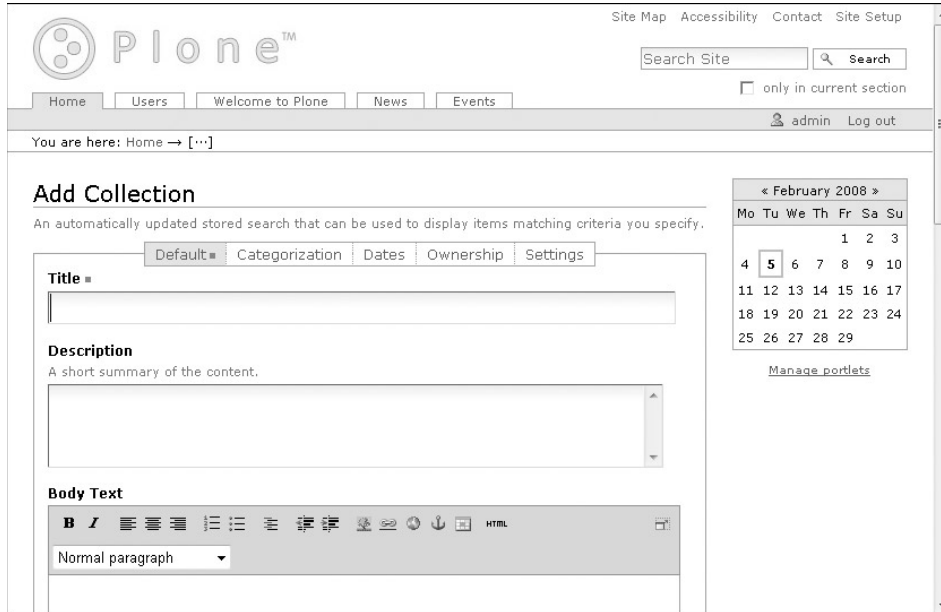 Site Map Accessibility Contact Site Setup
Plone™
Search Site Search
only in current section
Home Users Welcome to Plone News Events
admin Log out
You are here: Home → [⋯]
Add Collection
An automatically updated stored search that can be used to display items matching criteria you specify.
Default Categorization Dates Ownership Settings
Title
Description
A short summary of the content.
Body Text
B I HTML
Normal paragraph
« February 2008 »
Mo Tu We Th Fr Sa Su
1 2 3
4 5 6 7 8 9 10
11 12 13 14 15 16 17
18 19 20 21 22 23 24
25 26 27 28 29
Manage portlets